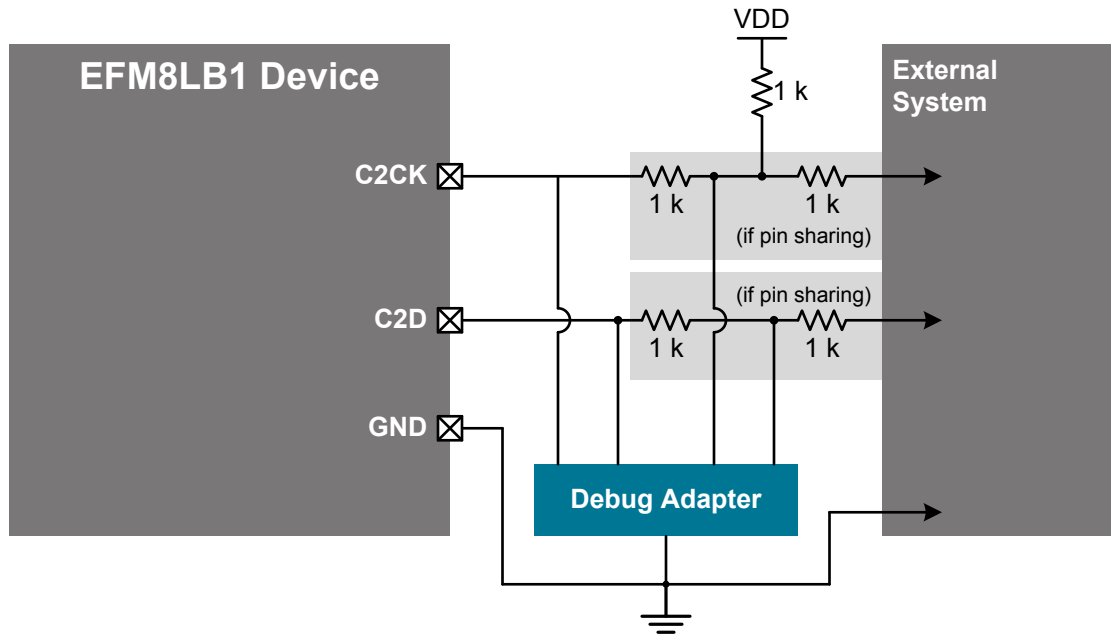 VDD
EFM8LB1 Device
External
System
1 k
C2CK
1 k
1 k
(if pin sharing)
(if pin sharing)
C2D
1 k
1 k
GND
Debug Adapter